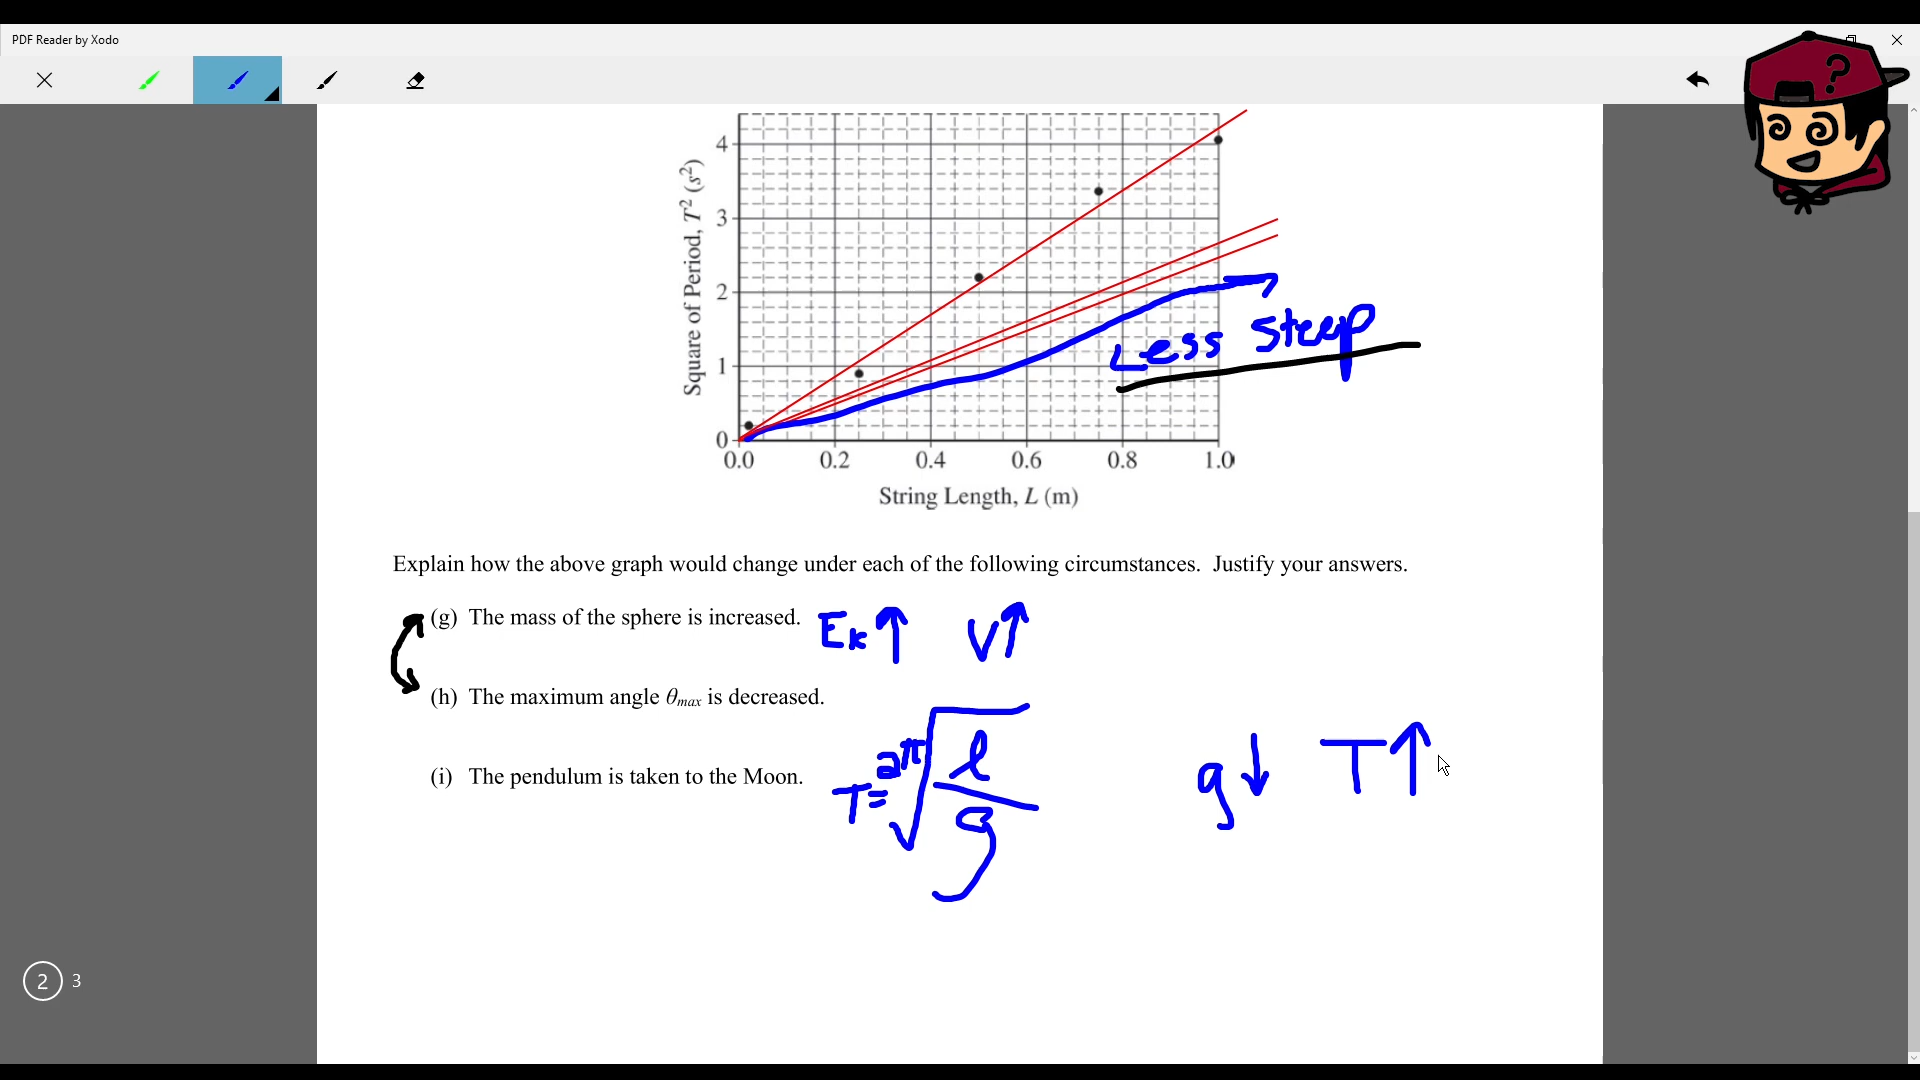 PDF Reader by Xodo
?
4
3
2
1
0
Square of Period, T² (s²)
0.0 0.2 0.4 0.6 0.8 1.0
String Length, L (m)
Less steep
Explain how the above graph would change under each of the following circumstances. Justify your answers.
(g) The mass of the sphere is increased. Ek↑ V↑
(h) The maximum angle θmax is decreased.
(i) The pendulum is taken to the Moon. T=2π√l/g g↓ T↑
2 3